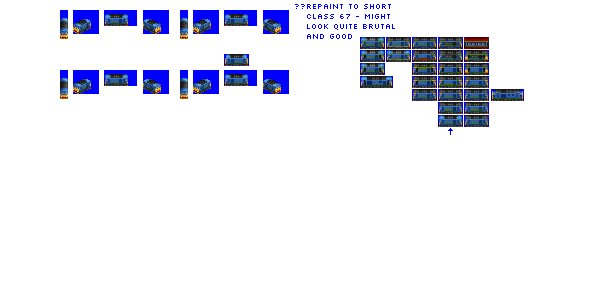 ??REPAINT TO SHORT
CLASS 67 - MIGHT
LOOK QUITE BRUTAL
AND GOOD